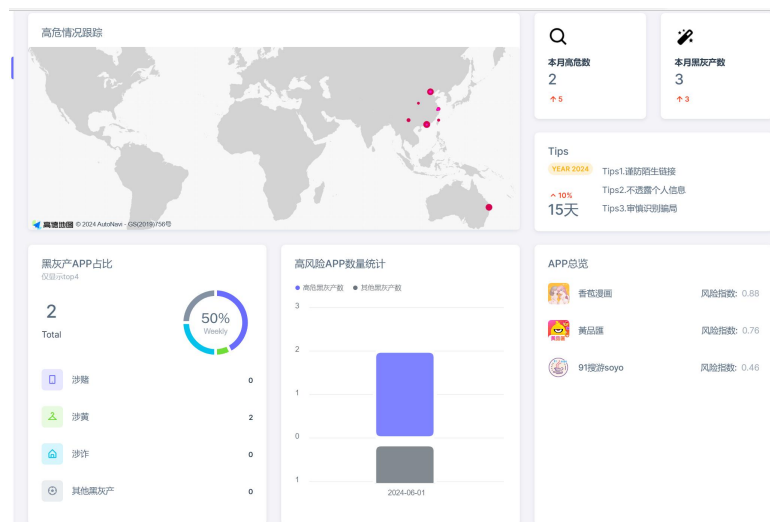 高危情况跟踪
高德地图 © 2024 AutoNavi - GS(2019)756号
本月高危数
2
↑ 5
本月黑灰产数
3
↑ 3
Tips
YEAR 2024
10%
15天
Tips1.谨防陌生链接
Tips2.不透露个人信息
Tips3.审慎识别骗局
黑灰产APP占比
仅显示top4
2
Total
50%
Weekly
涉赌 0
涉黄 2
涉诈 0
其他黑灰产 0
高风险APP数量统计
高危黑灰产数 其他黑灰产数
3
2
1
0
1
2024-06-01
APP总览
香苞漫画 风险指数: 0.88
黃品匯 风险指数: 0.76
91搜游soyo 风险指数: 0.46